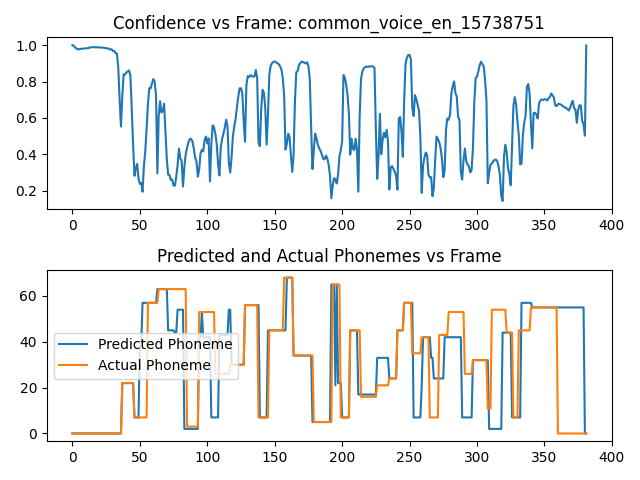 Confidence vs Frame: common_voice_en_15738751
1.0
0.8
0.6
0.4
0.2
0 50 100 150 200 250 300 350 400
Predicted and Actual Phonemes vs Frame
60
40
Predicted Phoneme
Actual Phoneme
20
0
0 50 100 150 200 250 300 350 400